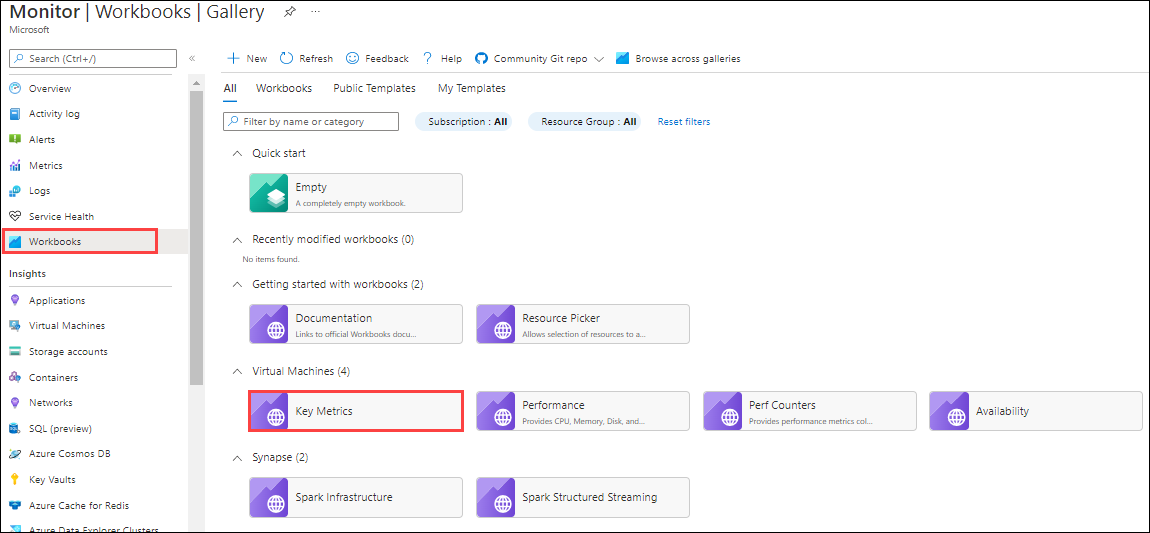 Monitor | Workbooks | Gallery
...
Microsoft
Search (Ctrl+/)
«
Overview
Activity log
Alerts
Metrics
Logs
Service Health
Workbooks
Insights
Applications
Virtual Machines
Storage accounts
Containers
Networks
SQL (preview)
Azure Cosmos DB
Key Vaults
Azure Cache for Redis
Azure Data Explorer Clusters
New Refresh Feedback ? Help Community Git repo Browse across galleries
All Workbooks Public Templates My Templates
Filter by name or category Subscription : All Resource Group : All Reset filters
Quick start
Empty
A completely empty workbook.
Recently modified workbooks (0)
No items found.
Getting started with workbooks (2)
Documentation
Links to official Workbooks docu...
Resource Picker
Allows selection of resources to a...
Virtual Machines (4)
Key Metrics
Performance
Provides CPU, Memory, Disk, and...
Perf Counters
Provides performance metrics col...
Availability
Synapse (2)
Spark Infrastructure
Spark Structured Streaming